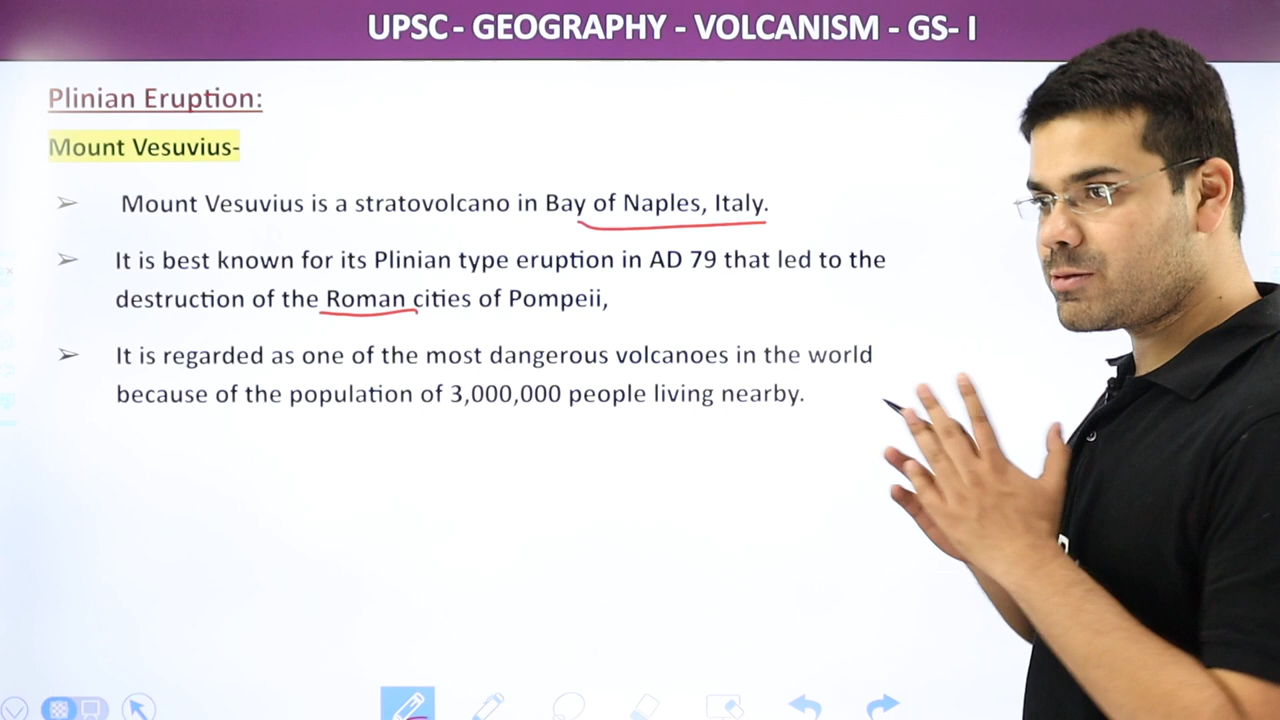 UPSC - GEOGRAPHY - VOLCANISM - GS- I
Plinian Eruption:
Mount Vesuvius-
➢ Mount Vesuvius is a stratovolcano in Bay of Naples, Italy.
➢ It is best known for its Plinian type eruption in AD 79 that led to the
destruction of the Roman cities of Pompeii,
➢ It is regarded as one of the most dangerous volcanoes in the world
because of the population of 3,000,000 people living nearby.